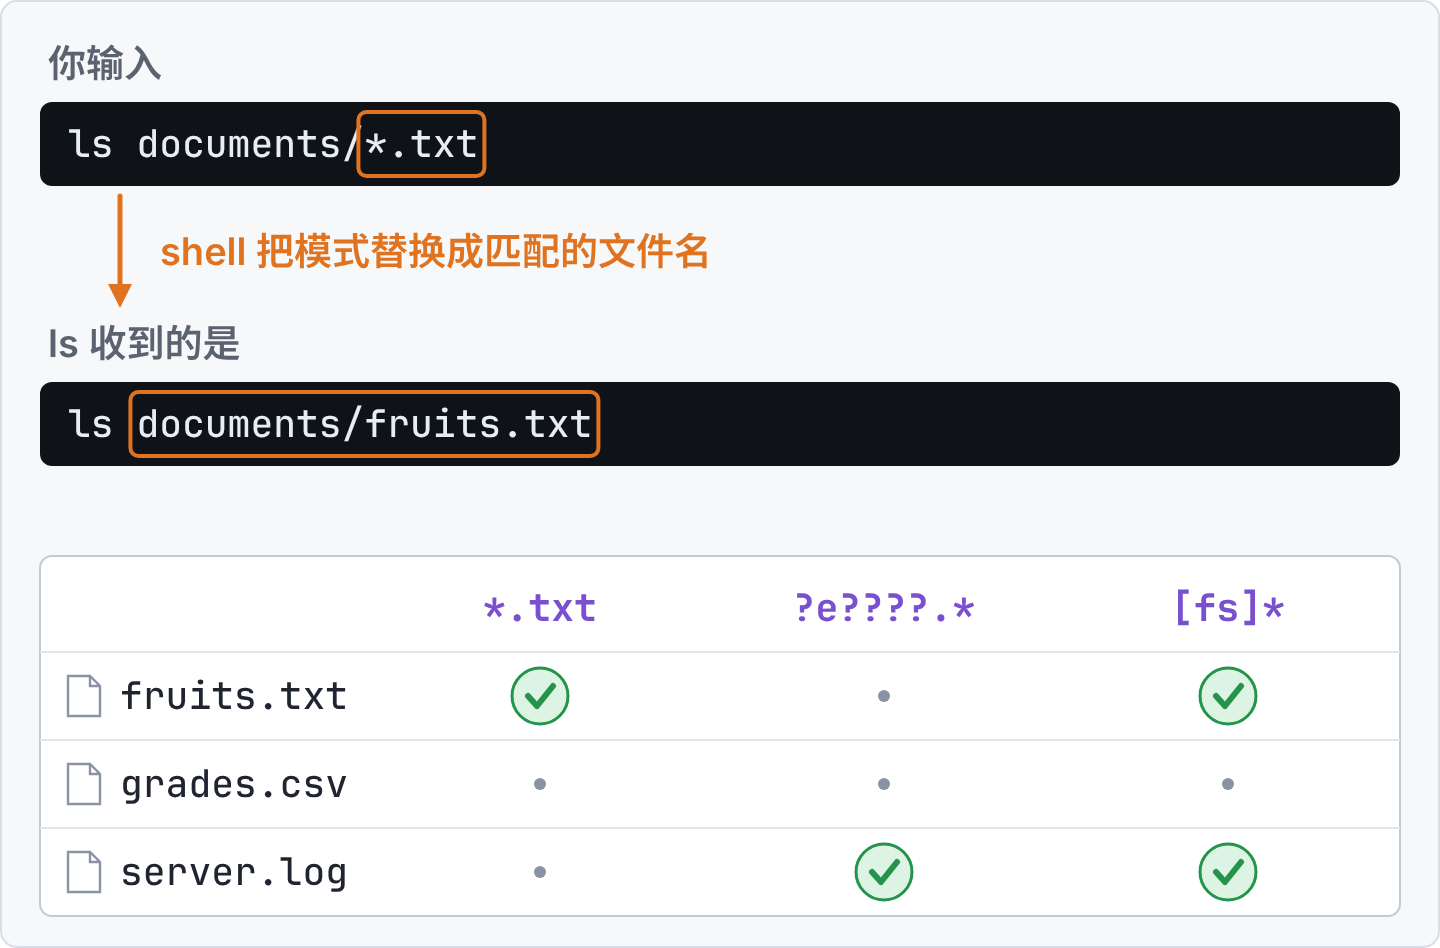 你输入
ls documents/*.txt
shell 把模式替换成匹配的文件名
ls 收到的是
ls documents/fruits.txt
*.txt ?e????.* [fs]*
fruits.txt
grades.csv
server.log